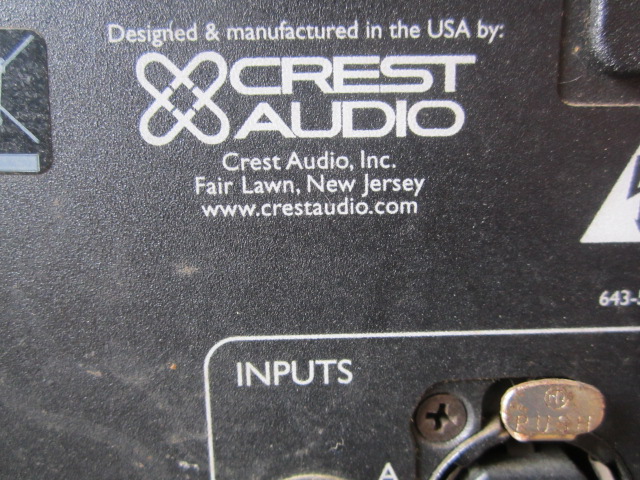 Designed & manufactured in the USA by:
CREST
AUDIO
Crest Audio, Inc.
Fair Lawn, New Jersey
www.crestaudio.com
INPUTS
PUSH
A